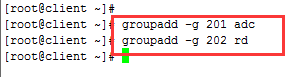 [root@client ~]#
[root@client ~]# groupadd -g 201 adc
[root@client ~]# groupadd -g 202 rd
[root@client ~]#